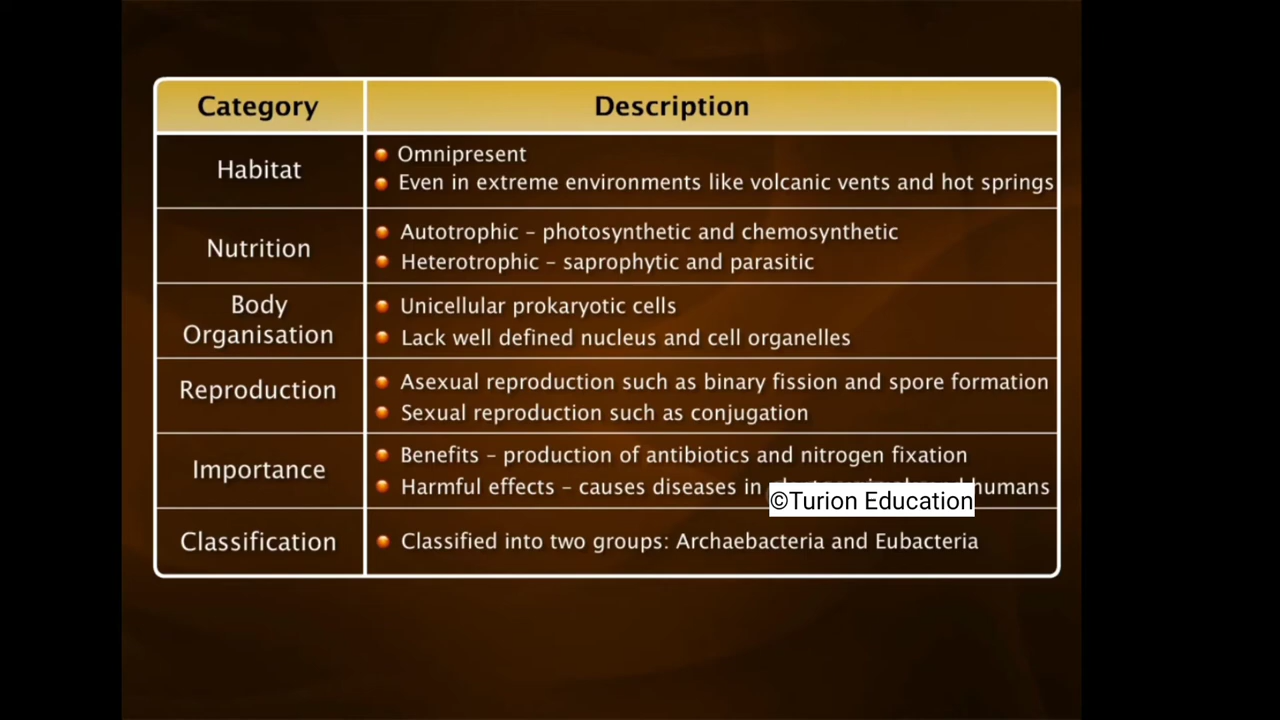 Category
Description
Habitat
Omnipresent
Even in extreme environments like volcanic vents and hot springs
Nutrition
Autotrophic – photosynthetic and chemosynthetic
Heterotrophic – saprophytic and parasitic
Body
Organisation
Unicellular prokaryotic cells
Lack well defined nucleus and cell organelles
Reproduction
Asexual reproduction such as binary fission and spore formation
Sexual reproduction such as conjugation
Importance
Benefits – production of antibiotics and nitrogen fixation
Harmful effects – causes diseases in humans
©Turion Education
Classification
Classified into two groups: Archaebacteria and Eubacteria